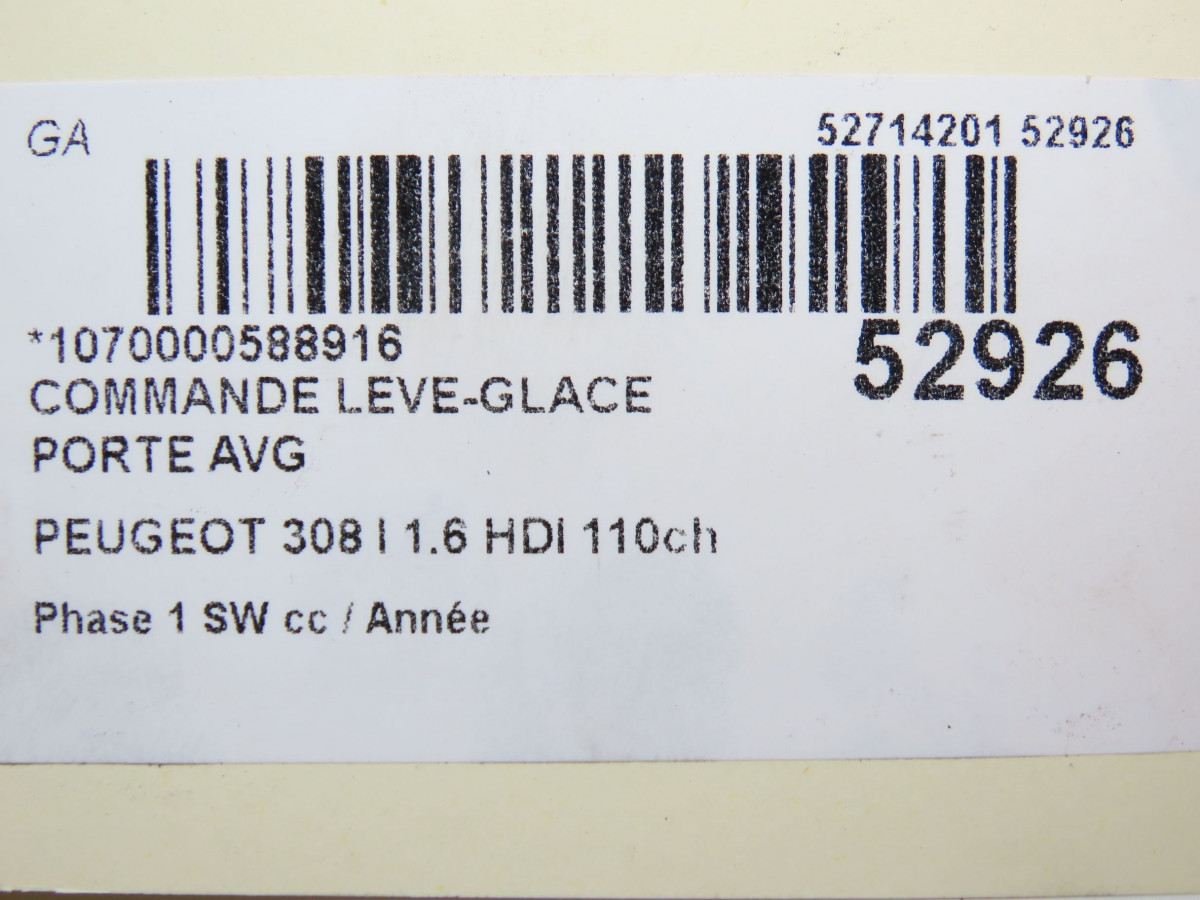 GA 52714201 52926
*1070000588916
52926
COMMANDE LEVE-GLACE
PORTE AVG
PEUGEOT 308 I 1.6 HDI 110ch
Phase 1 SW cc / Année